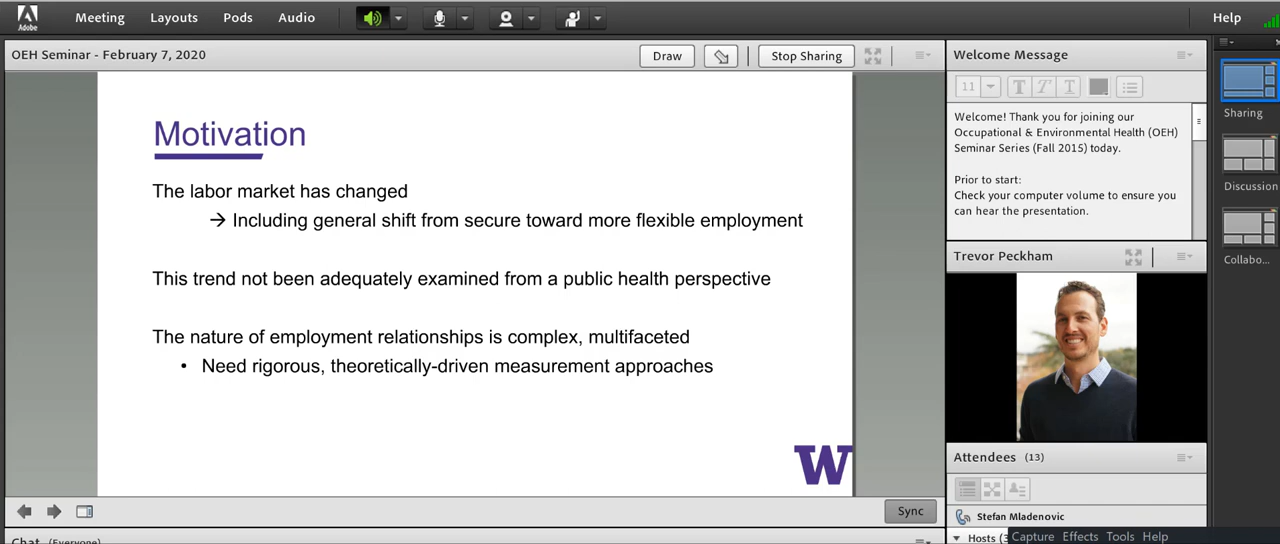 Meeting Layouts Pods Audio Help
Adobe
OEH Seminar - February 7, 2020
Draw Stop Sharing
Motivation
The labor market has changed
→ Including general shift from secure toward more flexible employment
This trend not been adequately examined from a public health perspective
The nature of employment relationships is complex, multifaceted
• Need rigorous, theoretically-driven measurement approaches
W
Sync
Chat (Everyone)
Welcome Message
11 T T T
Welcome! Thank you for joining our
Occupational & Environmental Health (OEH)
Seminar Series (Fall 2015) today.
Prior to start:
Check your computer volume to ensure you
can hear the presentation.
Trevor Peckham
Attendees (13)
Stefan Mladenovic
Hosts
Capture Effects Tools Help
Sharing
Discussion
Collabo...